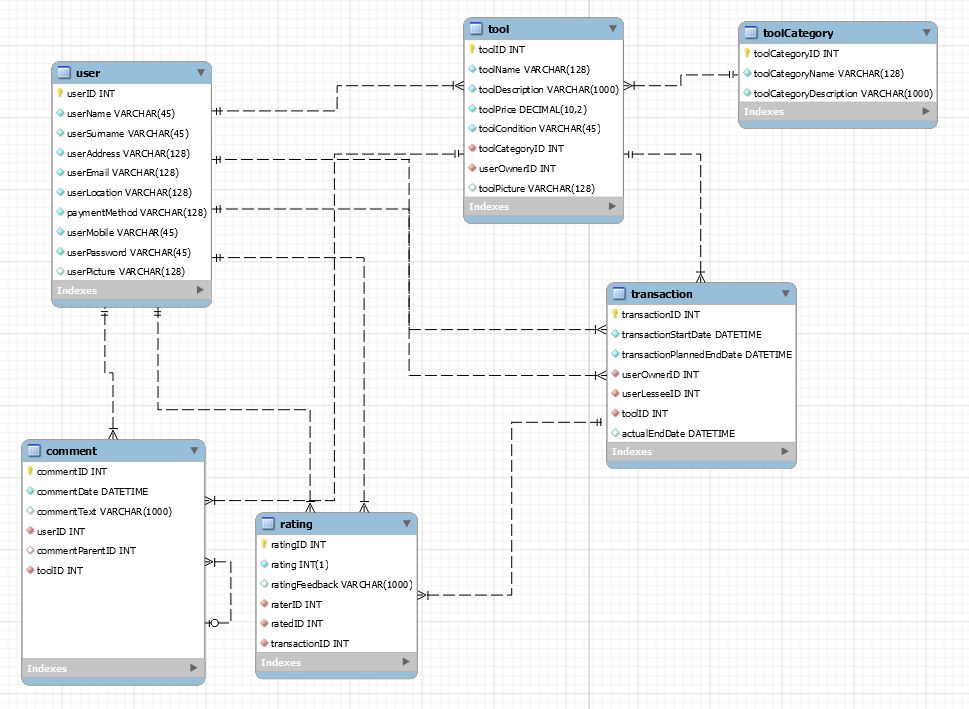 tool
toolID INT
toolName VARCHAR(128)
toolDescription VARCHAR(1000)
toolPrice DECIMAL(10,2)
toolCondition VARCHAR(45)
toolCategoryID INT
userOwnerID INT
toolPicture VARCHAR(128)
Indexes
toolCategory
toolCategoryID INT
toolCategoryName VARCHAR(128)
toolCategoryDescription VARCHAR(1000)
Indexes
user
userID INT
userName VARCHAR(45)
userSurname VARCHAR(45)
userAddress VARCHAR(128)
userEmail VARCHAR(128)
userLocation VARCHAR(128)
paymentMethod VARCHAR(128)
userMobile VARCHAR(45)
userPassword VARCHAR(45)
userPicture VARCHAR(128)
Indexes
transaction
transactionID INT
transactionStartDate DATETIME
transactionPlannedEndDate DATETIME
userOwnerID INT
userLesseeID INT
toolID INT
actualEndDate DATETIME
Indexes
comment
commentID INT
commentDate DATETIME
commentText VARCHAR(1000)
userID INT
commentParentID INT
toolID INT
Indexes
rating
ratingID INT
rating INT(1)
ratingFeedback VARCHAR(1000)
raterID INT
ratedID INT
transactionID INT
Indexes